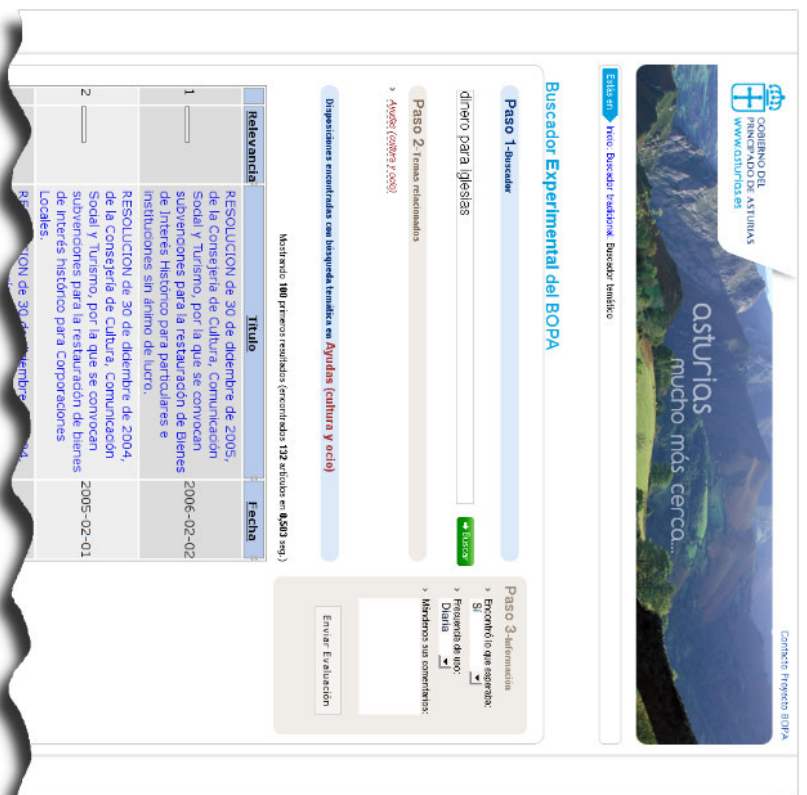 Contacto Proyecto BOPA
GOBIERNO DEL
PRINCIPADO DE ASTURIAS
www.asturias.es
asturias
mucho más cerca...
Estás en Inicio: Buscador tradicional. Buscador temático
Buscador Experimental del BOPA
Paso 1-Buscador
dinero para iglesias
Buscar
Paso 2-Temas relacionados
› Ayudas (cultura y ocio)
Paso 3-Información
› Encontró lo que esperaba:
Sí
› Frecuencia de uso:
Diaria
› Mándenos sus comentarios:
Enviar Evaluación
Disposiciones encontradas con búsqueda temática en Ayudas (cultura y ocio)
Mostrando 100 primeros resultados (encontrados 132 artículos en 0,503 seg.)
Relevancia Título Fecha
1
RESOLUCION de 30 de diciembre de 2005,
de la Consejería de Cultura, Comunicación
Social y Turismo, por la que se convocan
subvenciones para la restauración de Bienes
de Interés Histórico para particulares e
instituciones sin ánimo de lucro.
2006-02-02
2
RESOLUCION de 30 de diciembre de 2004,
de la Consejería de Cultura, Comunicación
Social y Turismo, por la que se convocan
subvenciones para la restauración de bienes
de interés histórico para Corporaciones
Locales.
2005-02-01
de 30